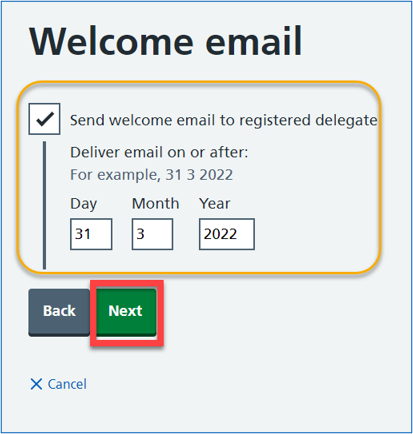 Welcome email
Send welcome email to registered delegate
Deliver email on or after:
For example, 31 3 2022
Day Month Year
31 3 2022
Back Next
Cancel